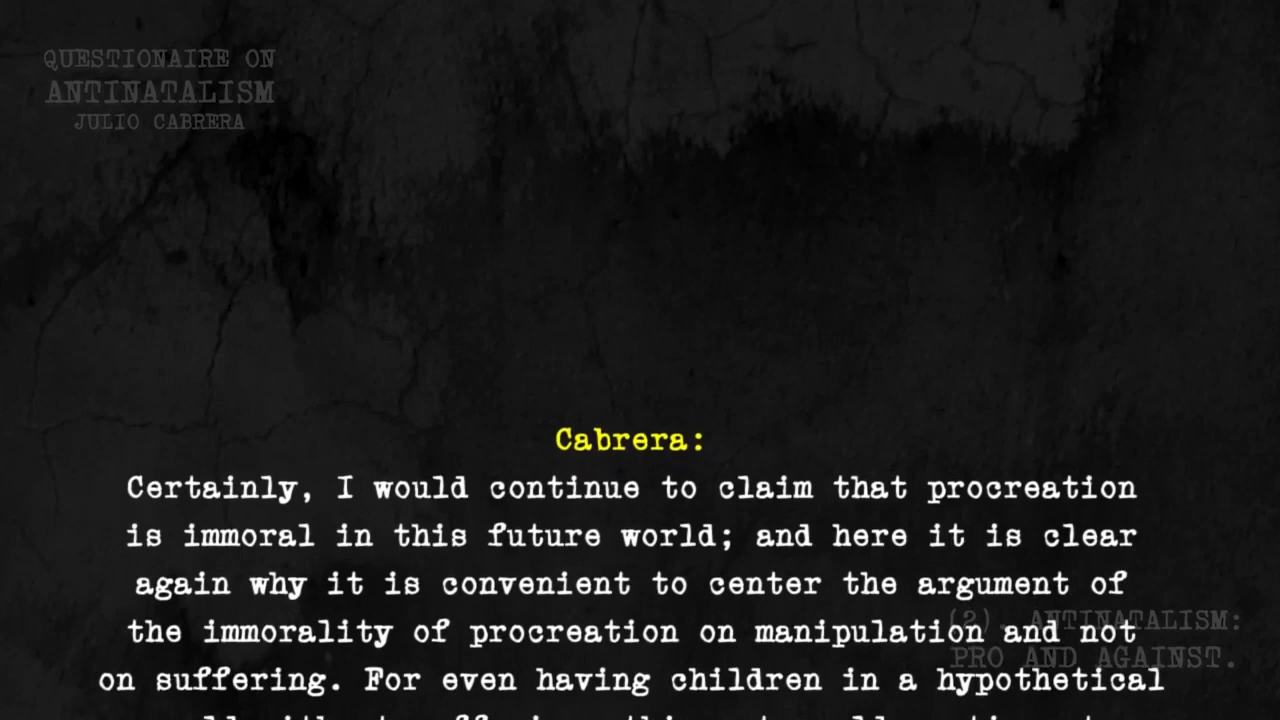 QUESTIONAIRE ON
ANTINATALISM
JULIO CABRERA
Cabrera:
Certainly, I would continue to claim that procreation
is immoral in this future world; and here it is clear
again why it is convenient to center the argument of
the immorality of procreation on manipulation and not
on suffering. For even having children in a hypothetical
(2). ANTINATALISM:
PRO AND AGAINST.